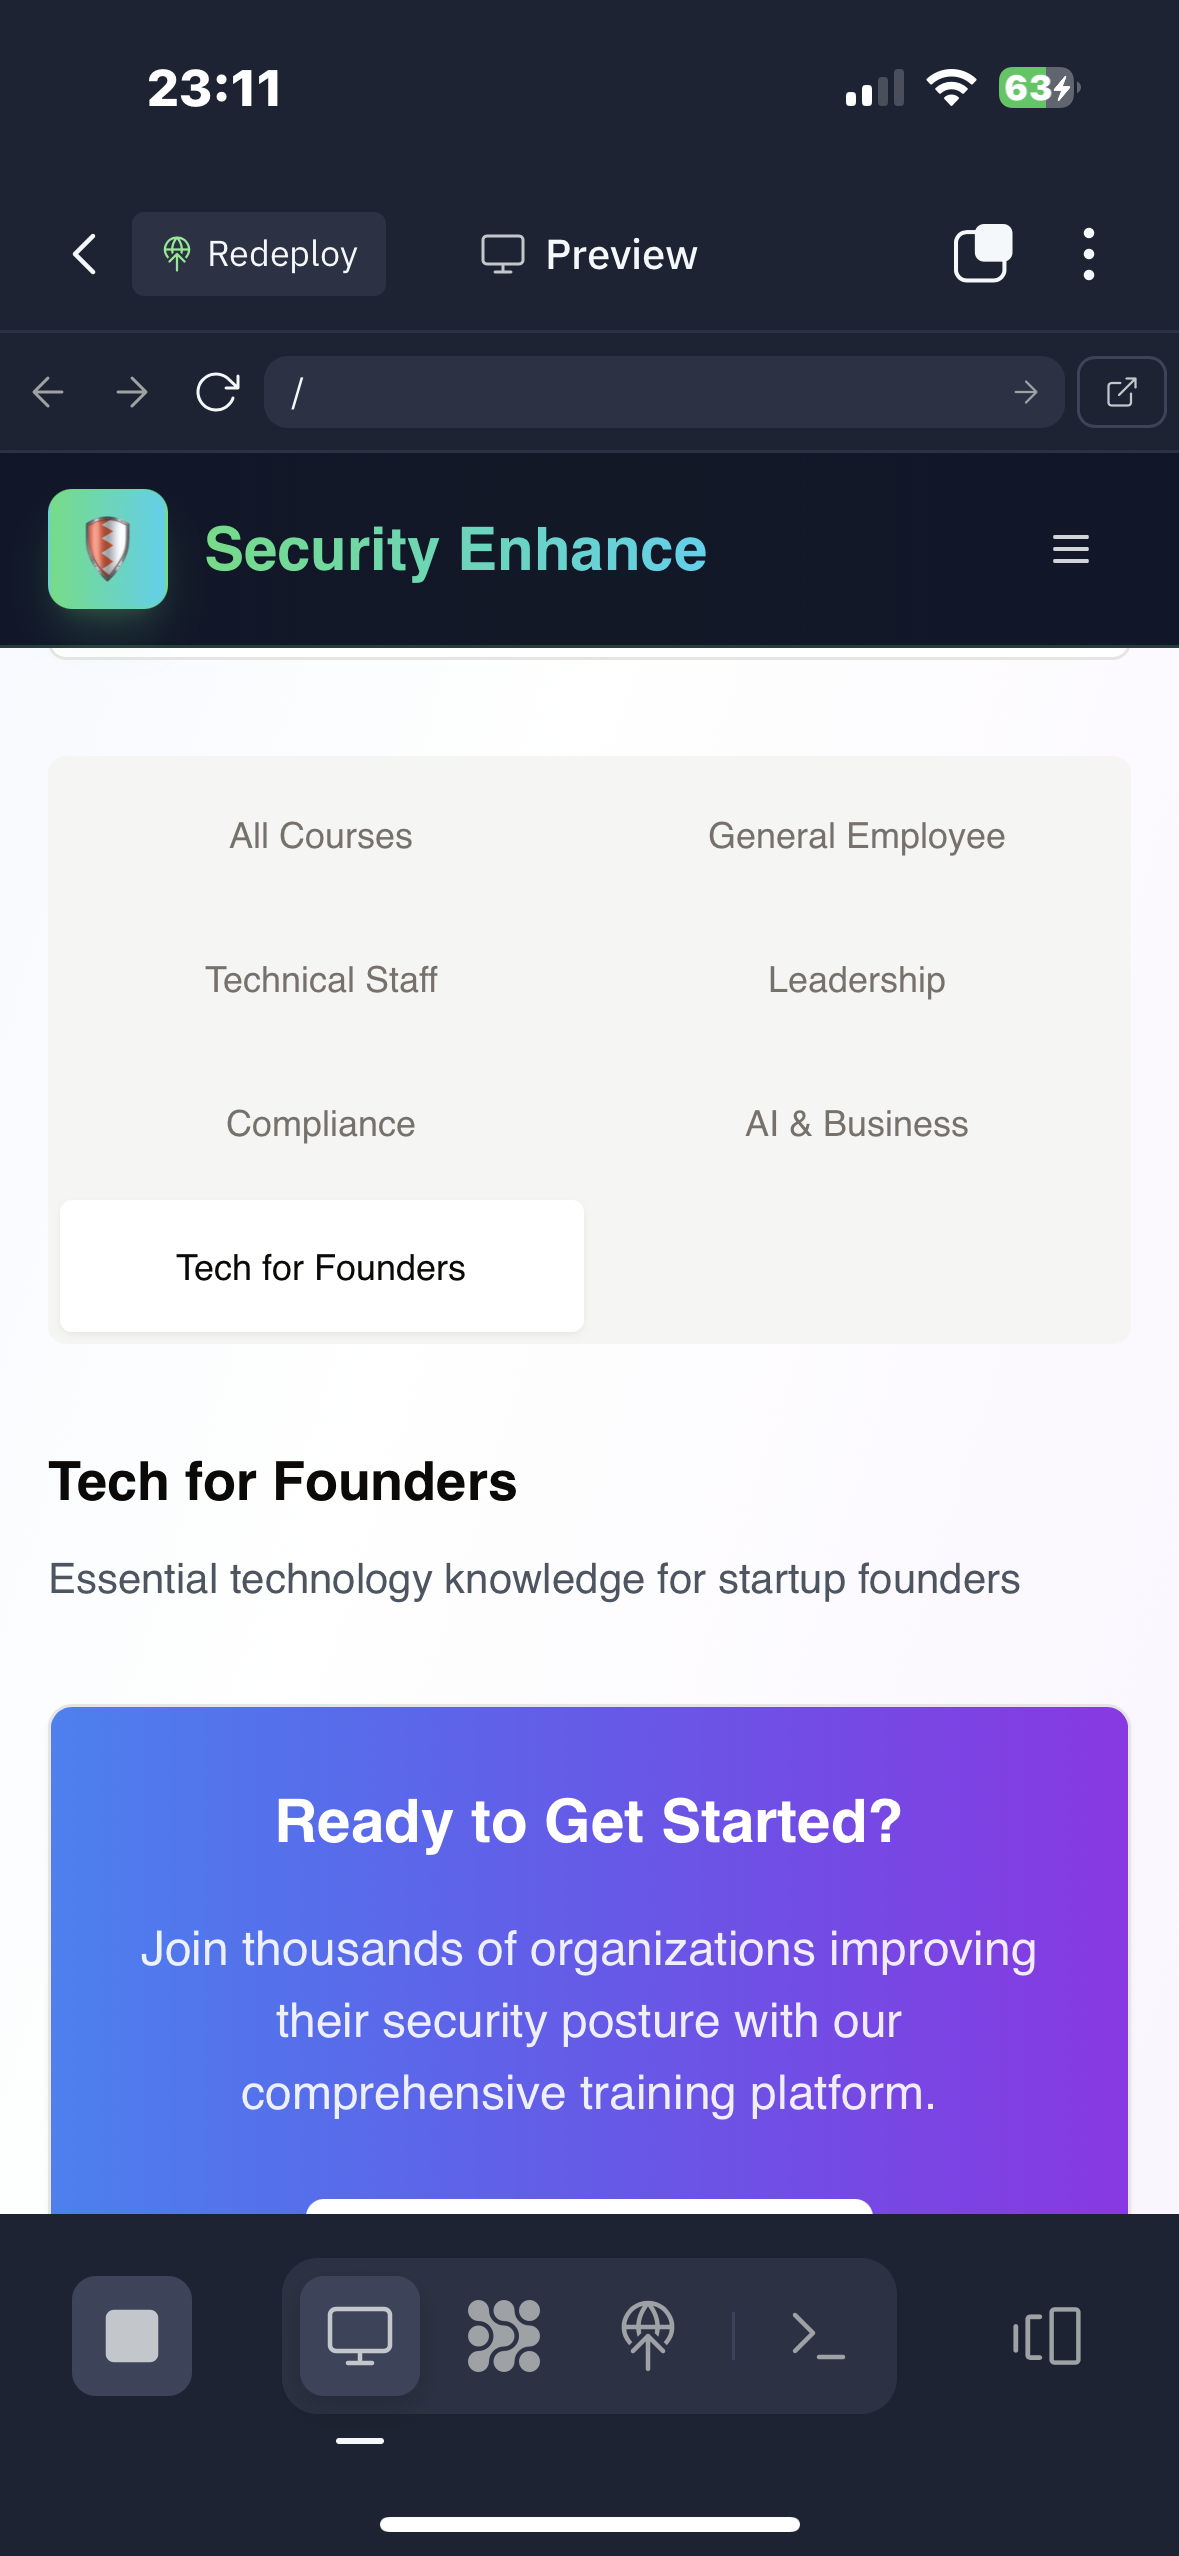 23:11
63
Redeploy
Preview
/
Security Enhance
All Courses
General Employee
Technical Staff
Leadership
Compliance
AI & Business
Tech for Founders
Tech for Founders
Essential technology knowledge for startup founders
Ready to Get Started?
Join thousands of organizations improving
their security posture with our
comprehensive training platform.